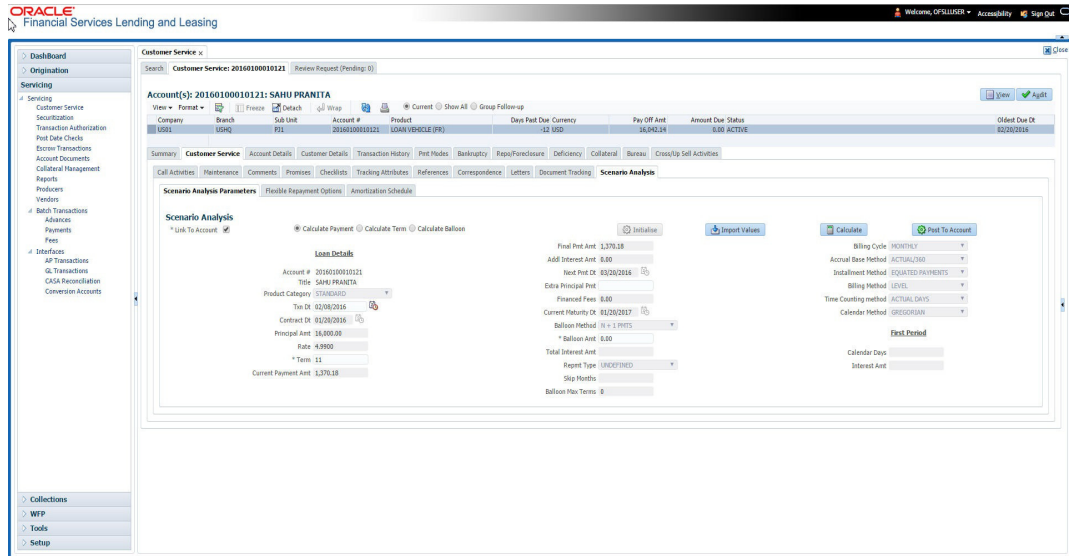 ORACLE'
Financial Services Lending and Leasing
Welcome, OFSLLUSER Accessibility Sign Out
Close
DashBoard
Origination
Servicing
Servicing
Customer Service
Securitization
Transaction Authorization
Post Date Checks
Escrow Transactions
Account Documents
Collateral Management
Reports
Producers
Vendors
Batch Transactions
Advances
Payments
Fees
Interfaces
AP Transactions
GL Transactions
CASA Reconciliation
Conversion Accounts
Collections
WFP
Tools
Setup
Customer Service x
Search Customer Service: 20160100010121 Review Request (Pending: 0)
Account(s): 20160100010121: SAHU PRANITA
View Audit
View Format Freeze Detach Wrap Current Show All Group Follow-up
Company Branch Sub Unit Account # Product Days Past Due Currency Pay Off Amt Amount Due Status Oldest Due Dt
US01 USHQ PJ1 20160100010121 LOAN VEHICLE (FR) -12 USD 16,042.14 0.00 ACTIVE 02/20/2016
Summary Customer Service Account Details Customer Details Transaction History Pmt Modes Bankruptcy Repo/Foreclosure Deficiency Collateral Bureau Cross/Up Sell Activities
Call Activities Maintenance Comments Promises Checklists Tracking Attributes References Correspondence Letters Document Tracking Scenario Analysis
Scenario Analysis Parameters Flexible Repayment Options Amortization Schedule
Scenario Analysis
* Link To Account Calculate Payment Calculate Term Calculate Balloon Initialise Import Values Calculate Post To Account
Loan Details
Account # 20160100010121
Title SAHU PRANITA
Product Category STANDARD
Txn Dt 02/08/2016
Contract Dt 01/20/2016
Principal Amt 16,000.00
Rate 4.9900
* Term 11
Current Payment Amt 1,370.18
Final Pmt Amt 1,370.18
Addl Interest Amt 0.00
Next Pmt Dt 03/20/2016
Extra Principal Pmt
Financed Fees 0.00
Current Maturity Dt 01/20/2017
Balloon Method N + 1 PMTS
* Balloon Amt 0.00
Total Interest Amt
Repmt Type UNDEFINED
Skip Months
Balloon Max Terms 0
Billing Cycle MONTHLY
Accrual Base Method ACTUAL/360
Installment Method EQUATED PAYMENTS
Billing Method LEVEL
Time Counting method ACTUAL DAYS
Calendar Method GREGORIAN
First Period
Calendar Days
Interest Amt